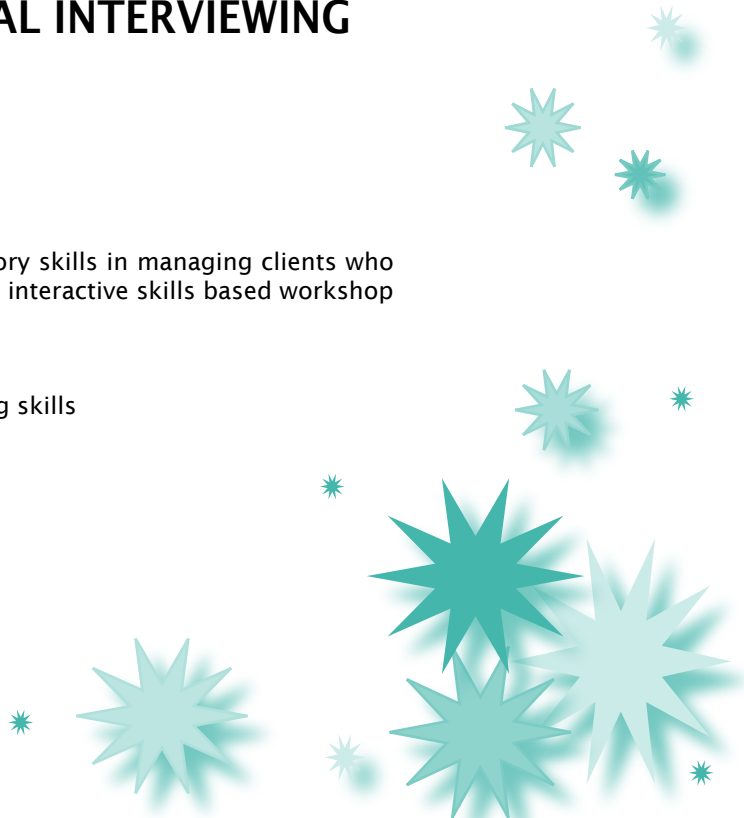 AL INTERVIEWING
ory skills in managing clients who
interactive skills based workshop
g skills